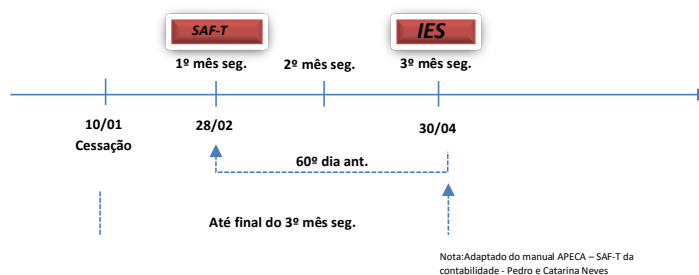 SAF-T
IES
1º mês seg.
2º mês seg.
3º mês seg.
10/01
Cessação
28/02
30/04
60º dia ant.
Até final do 3º mês seg.
Nota:Adaptado do manual APECA – SAF-T da
contabilidade - Pedro e Catarina Neves